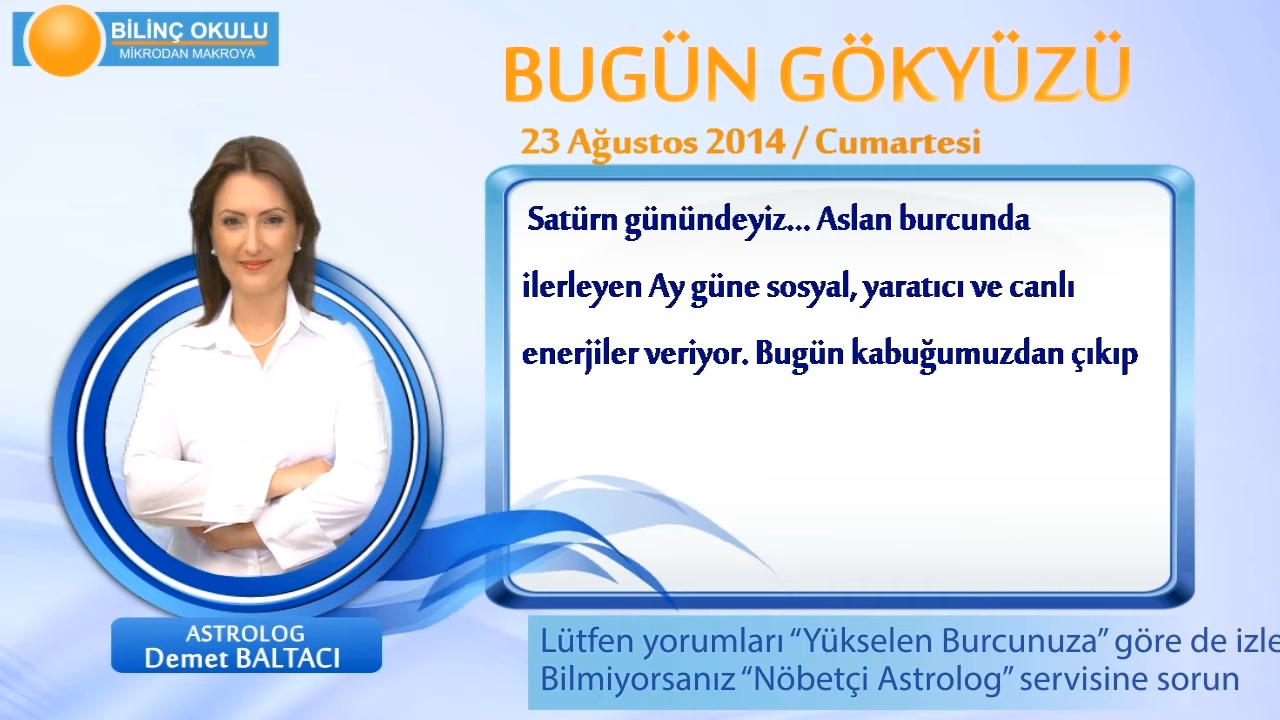 BİLİNÇ OKULU
MİKRODAN MAKROYA
BUGÜN GÖKYÜZÜ
23 Ağustos 2014 / Cumartesi
Satürn günündeyiz... Aslan burcunda
ilerleyen Ay güne sosyal, yaratıcı ve canlı
enerjiler veriyor. Bugün kabuğumuzdan çıkıp
ASTROLOG
Demet BALTACI
Lütfen yorumları “Yükselen Burcunuza” göre de izle
Bilmiyorsanız “Nöbetçi Astrolog” servisine sorun